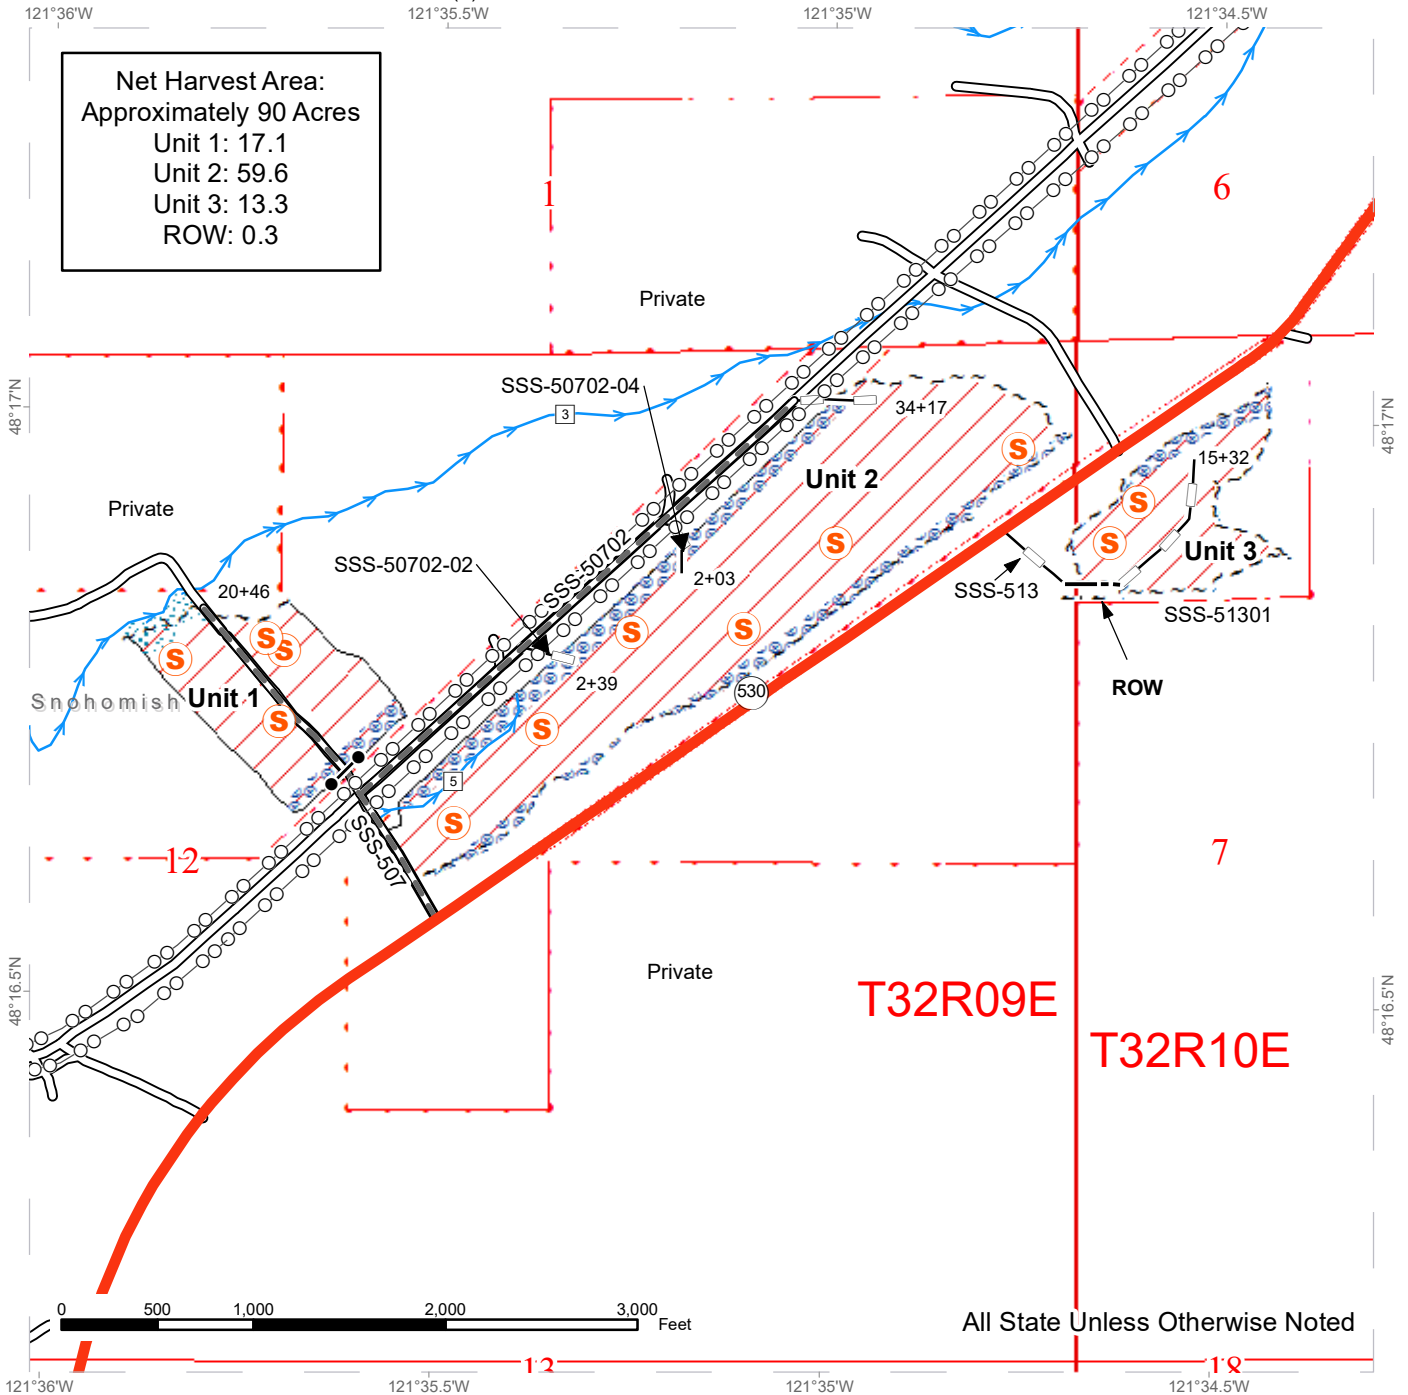 121°36'W
121°35.5'W
121°35'W
121°34.5'W
Net Harvest Area:
Approximately 90 Acres
Unit 1: 17.1
Unit 2: 59.6
Unit 3: 13.3
ROW: 0.3
1
6
Private
SSS-50702-04
3
34+17
48°17'N
48°17'N
Unit 2
S
15+32
Private
S
S
S
Unit 3
SSS-50702
SSS-50702-02
2+03
20+46
SSS-513
SSS-51301
S
S
S
S
S
2+39
ROW
Snohomish
Unit 1
530
S
S
5
S
SSS-507
12
7
Private
48°16.5'N
48°16.5'N
T32R09E
T32R10E
0
500
1,000
2,000
3,000
Feet
All State Unless Otherwise Noted
13
18
121°36'W
121°35.5'W
121°35'W
121°34.5'W